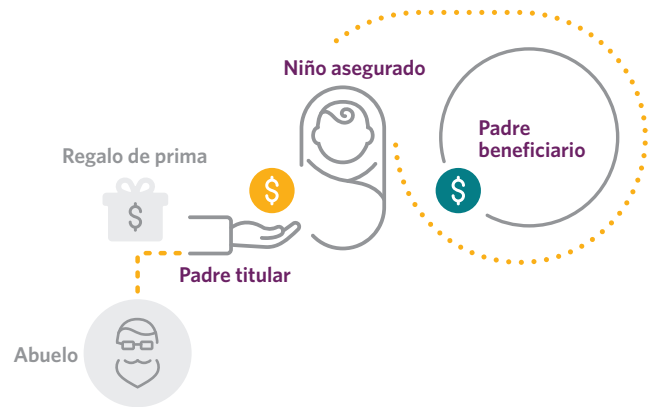 Niño asegurado
Padre
beneficiario
Regalo de prima
$
$
$
Padre titular
Abuelo